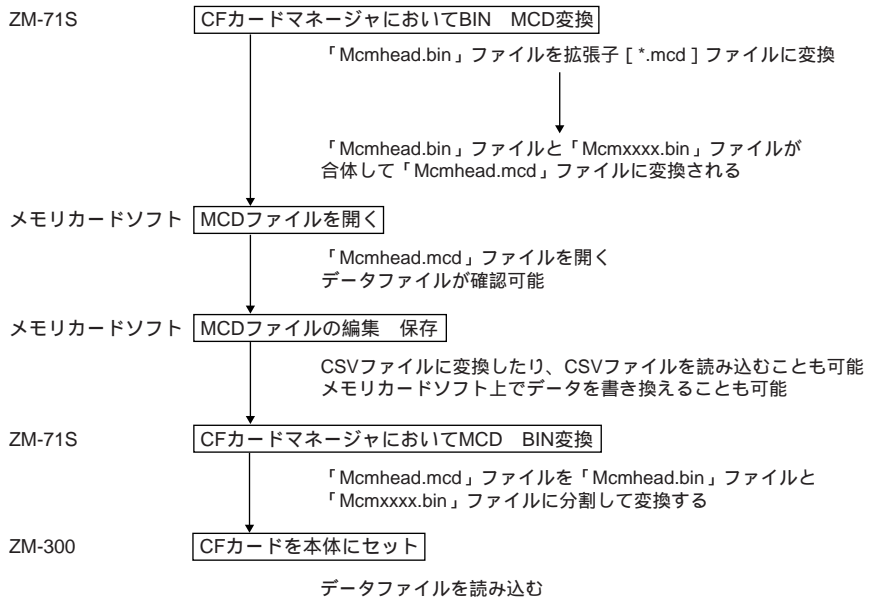 ZM-71S CFカードマネージャにおいてBIN　MCD変換
「Mcmhead.bin」ファイルを拡張子［*.mcd］ファイルに変換
「Mcmhead.bin」ファイルと「Mcmxxxx.bin」ファイルが
合体して「Mcmhead.mcd」ファイルに変換される
メモリカードソフト MCDファイルを開く
「Mcmhead.mcd」ファイルを開く
データファイルが確認可能
メモリカードソフト MCDファイルの編集　保存
CSVファイルに変換したり、CSVファイルを読み込むことも可能
メモリカードソフト上でデータを書き換えることも可能
ZM-71S CFカードマネージャにおいてMCD　BIN変換
「Mcmhead.mcd」ファイルを「Mcmhead.bin」ファイルと
「Mcmxxxx.bin」ファイルに分割して変換する
ZM-300 CFカードを本体にセット
データファイルを読み込む